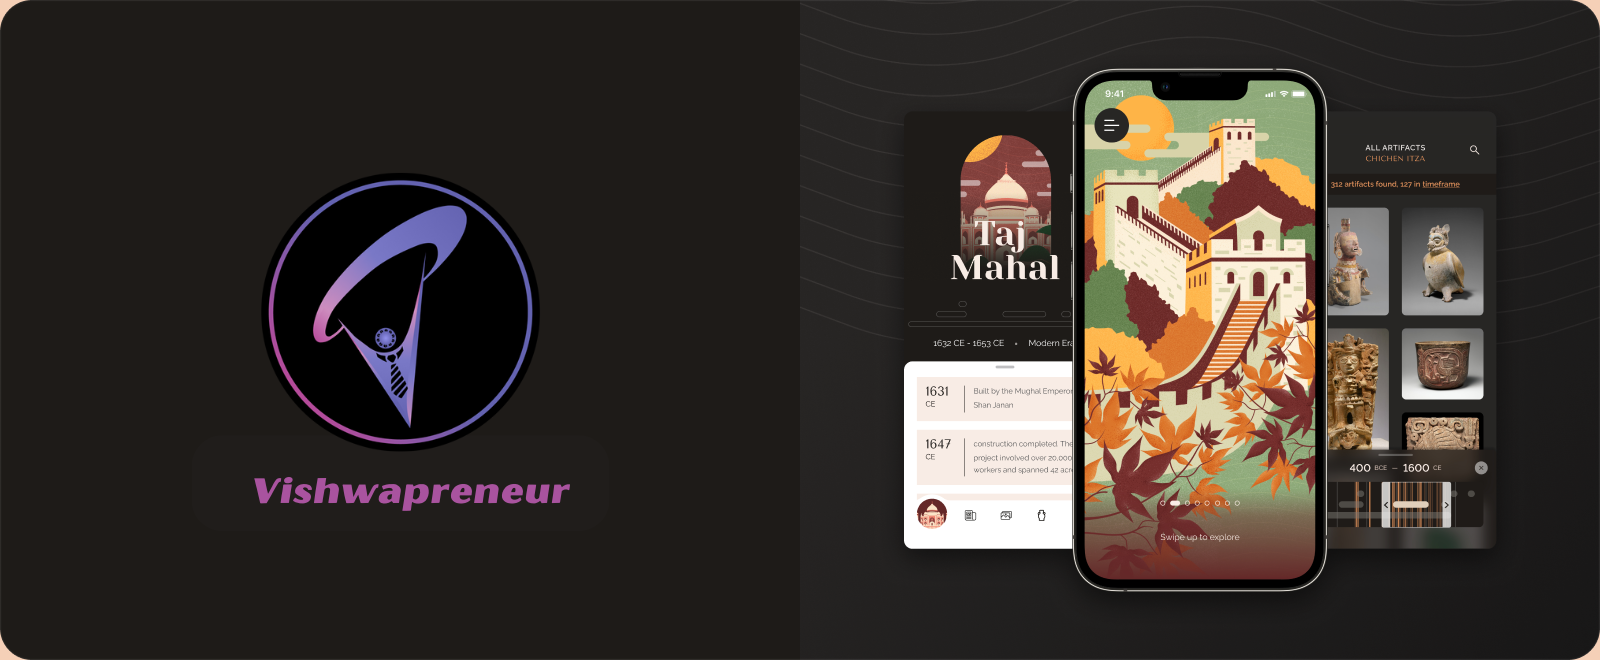 Vishwapreneur
Taj
Mahal
1632 CE - 1653 CE • Modern Era
1631
CE
Built by the Mughal Emperor
Shan Janan
1647
CE
construction completed. The
project involved over 20,000
workers and spanned 42 acre
9:41
Swipe up to explore
ALL ARTIFACTS
CHICHEN ITZA
312 artifacts found, 127 in timeframe
400 BCE — 1600 CE